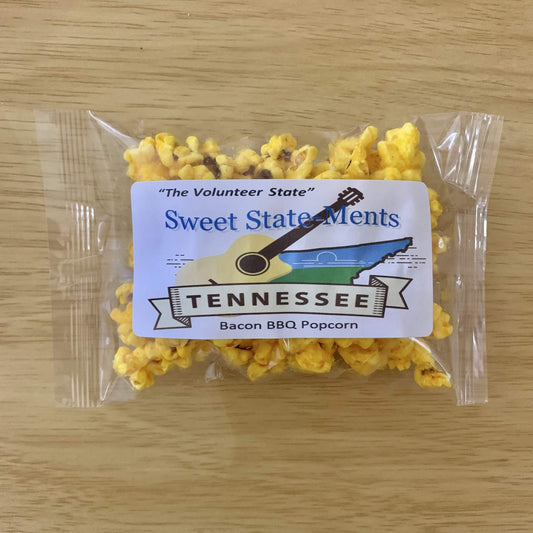 "The Volunteer State"
Sweet State-Ments
TENNESSEE
Bacon BBQ Popcorn